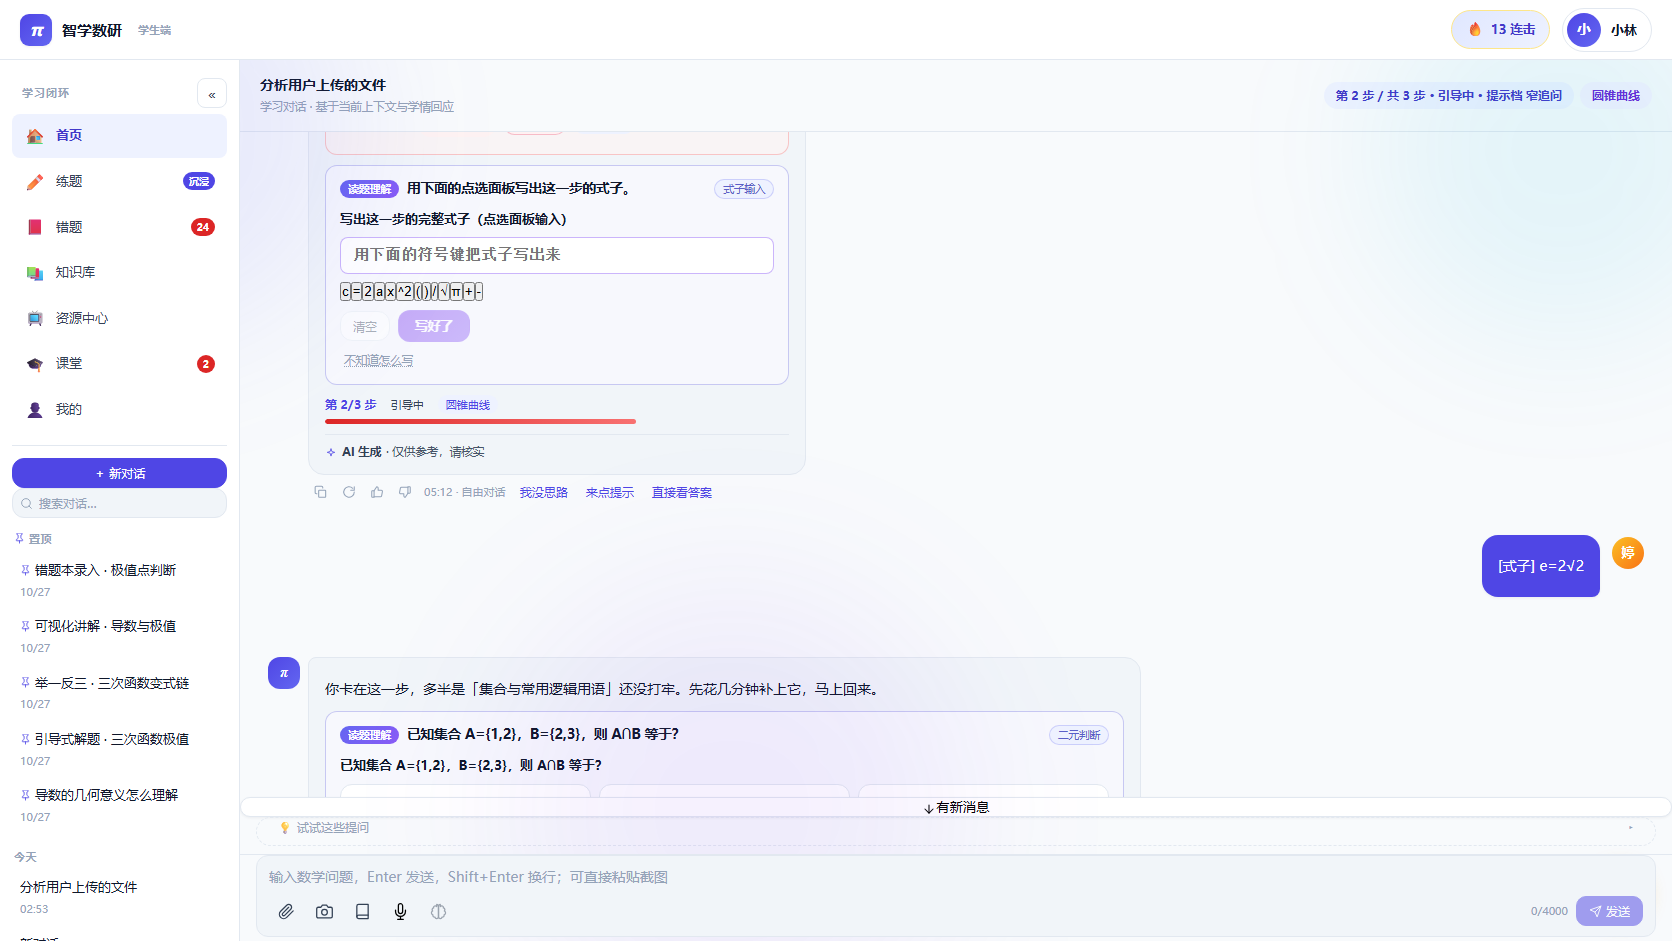 π 智学数研 学生端
13 连击 小 小林
学习闭环 «
首页
练题 沉浸
错题 24
知识库
资源中心
课堂 2
我的
+ 新对话
搜索对话...
置顶
错题本录入 · 极值点判断
10/27
可视化讲解 · 导数与极值
10/27
举一反三 · 三次函数变式链
10/27
引导式解题 · 三次函数极值
10/27
导数的几何意义怎么理解
10/27
今天
分析用户上传的文件
02:53
分析用户上传的文件
学习对话 · 基于当前上下文与学情回应
第 2 步 / 共 3 步 • 引导中 • 提示档 窄追问 圆锥曲线
读题理解 用下面的点选面板写出这一步的式子。 式子输入
写出这一步的完整式子（点选面板输入）
用下面的符号键把式子写出来
c = 2 a x ^2 ( ) / √ π + -
清空 写好了
不知道怎么写
第 2/3 步 引导中 圆锥曲线
AI 生成 · 仅供参考，请核实
05:12 · 自由对话 我没思路 来点提示 直接看答案
[式子] e=2√2 婷
π
你卡在这一步，多半是「集合与常用逻辑用语」还没打牢。先花几分钟补上它，马上回来。
读题理解 已知集合 A={1,2}，B={2,3}，则 A∩B 等于? 二元判断
已知集合 A={1,2}，B={2,3}，则 A∩B 等于?
↓有新消息
试试这些提问
输入数学问题，Enter 发送，Shift+Enter 换行；可直接粘贴截图
0/4000 发送